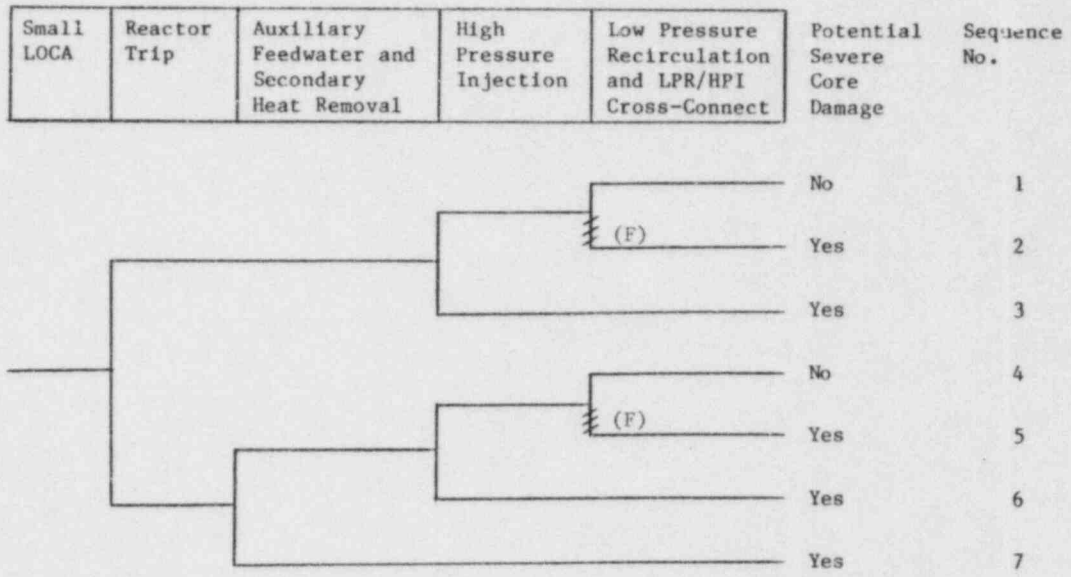 Small LOCA
Reactor Trip
Auxiliary Feedwater and Secondary Heat Removal
High Pressure Injection
Low Pressure Recirculation and LPR/HPI Cross-Connect
Potential Severe Core Damage
Sequence No.
No 1
(F)
Yes 2
Yes 3
No 4
(F)
Yes 5
Yes 6
Yes 7